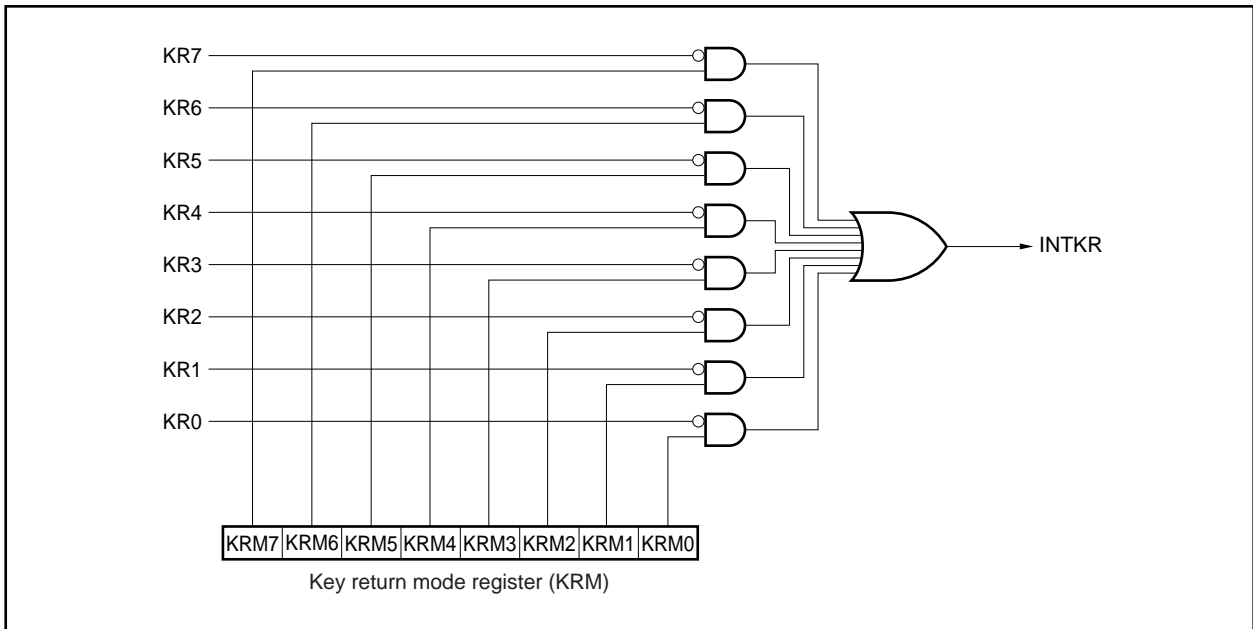 KR7
KR6
KR5
KR4
KR3
KR2
KR1
KR0
INTKR
KRM7 KRM6 KRM5 KRM4 KRM3 KRM2 KRM1 KRM0
Key return mode register (KRM)